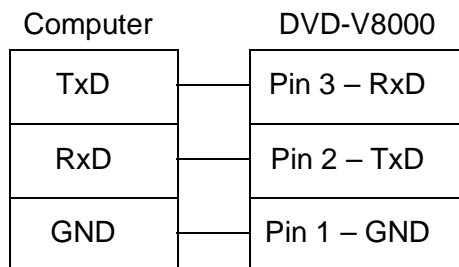 Computer DVD-V8000
TxD Pin 3 – RxD
RxD Pin 2 – TxD
GND Pin 1 – GND